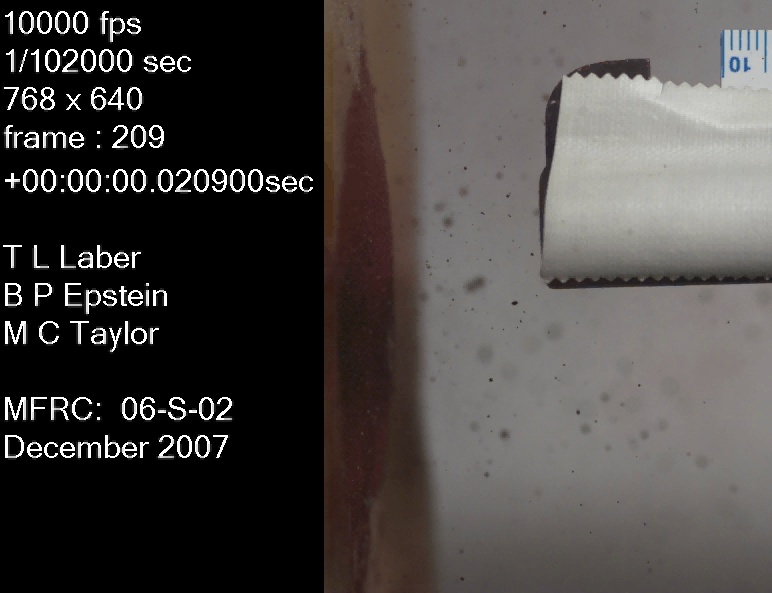 10000 fps
1/102000 sec
768 x 640
frame : 209
+00:00:00.020900sec
T L Laber
B P Epstein
M C Taylor
MFRC: 06-S-02
December 2007
10